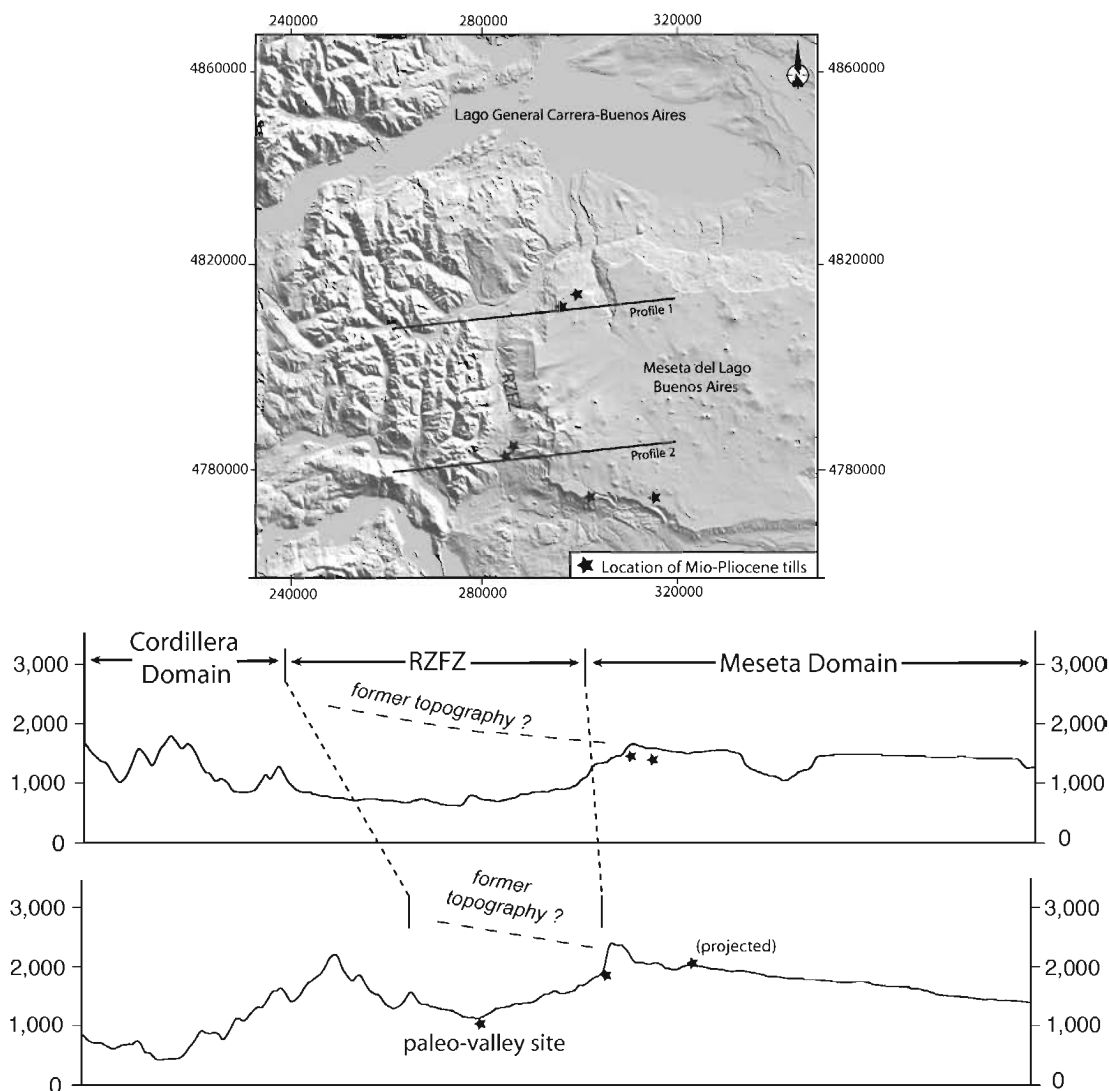 240000 280000 320000
4860000 4860000
N
Lago General Carrera-Buenos Aires
4820000 4820000
Profile 1
Meseta del Lago
Buenos Aires
RZF
Profile 2
4780000 4780000
★ Location of Mio-Pliocene tills
240000 280000 320000
Cordillera
Domain
RZFZ
Meseta Domain
3,000 3,000
former topography ?
2,000 2,000
1,000 1,000
0 0
former
topography ?
3,000 3,000
(projected)
2,000 2,000
1,000 1,000
paleo-valley site
0 0